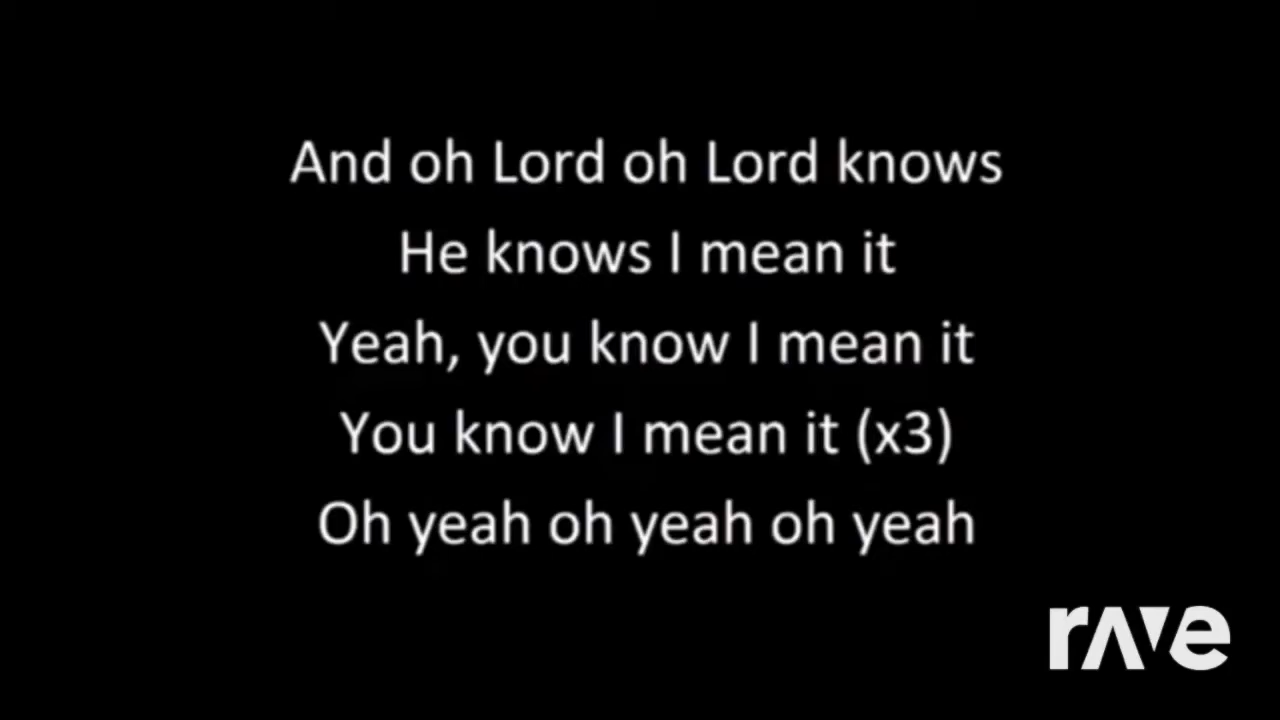 And oh Lord oh Lord knows
He knows I mean it
Yeah, you know I mean it
You know I mean it (x3)
Oh yeah oh yeah oh yeah
rave